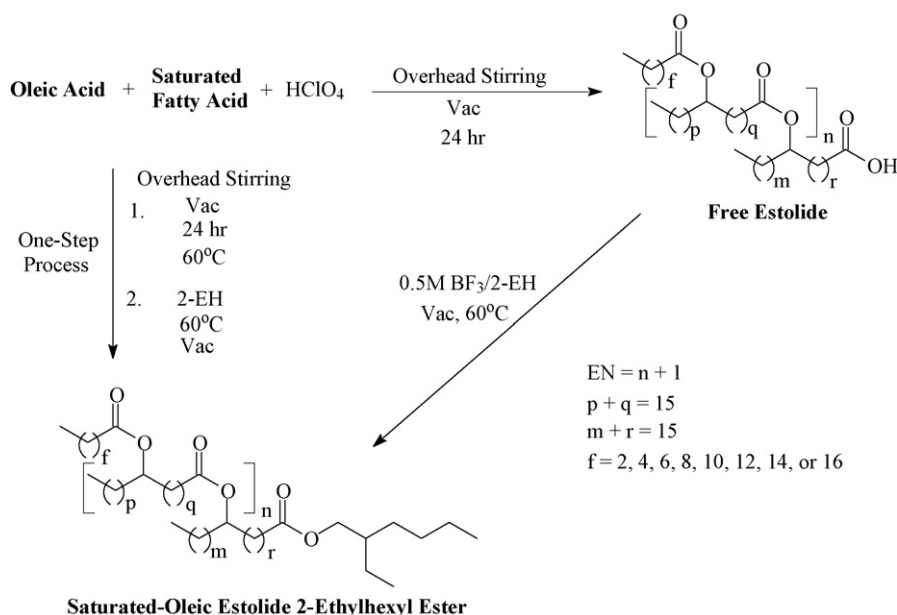 Oleic Acid + Saturated Fatty Acid + HClO₄
Overhead Stirring
Vac
24 hr
O
O
f
O
O
OH
O
p
q
n
m
r
Free Estolide
One-Step
Process
Overhead Stirring
1. Vac
24 hr
60°C
2. 2-EH
60°C
Vac
0.5M BF₃/2-EH
Vac, 60°C
EN = n + 1
p + q = 15
m + r = 15
f = 2, 4, 6, 8, 10, 12, 14, or 16
O
f
O
O
p
q
O
n
O
m
r
O
Saturated-Oleic Estolide 2-Ethylhexyl Ester